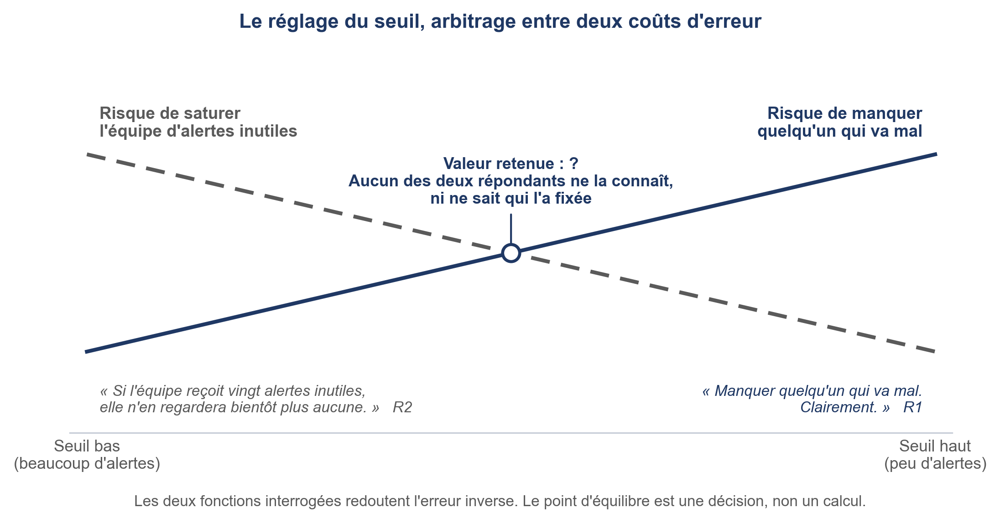 Le réglage du seuil, arbitrage entre deux coûts d'erreur
Risque de saturer
l'équipe d'alertes inutiles
Risque de manquer
quelqu'un qui va mal
Valeur retenue : ?
Aucun des deux répondants ne la connaît,
ni ne sait qui l'a fixée
« Si l'équipe reçoit vingt alertes inutiles,
elle n'en regardera bientôt plus aucune. » R2
« Manquer quelqu'un qui va mal.
Clairement. » R1
Seuil bas
(beaucoup d'alertes)
Seuil haut
(peu d'alertes)
Les deux fonctions interrogées redoutent l'erreur inverse. Le point d'équilibre est une décision, non un calcul.